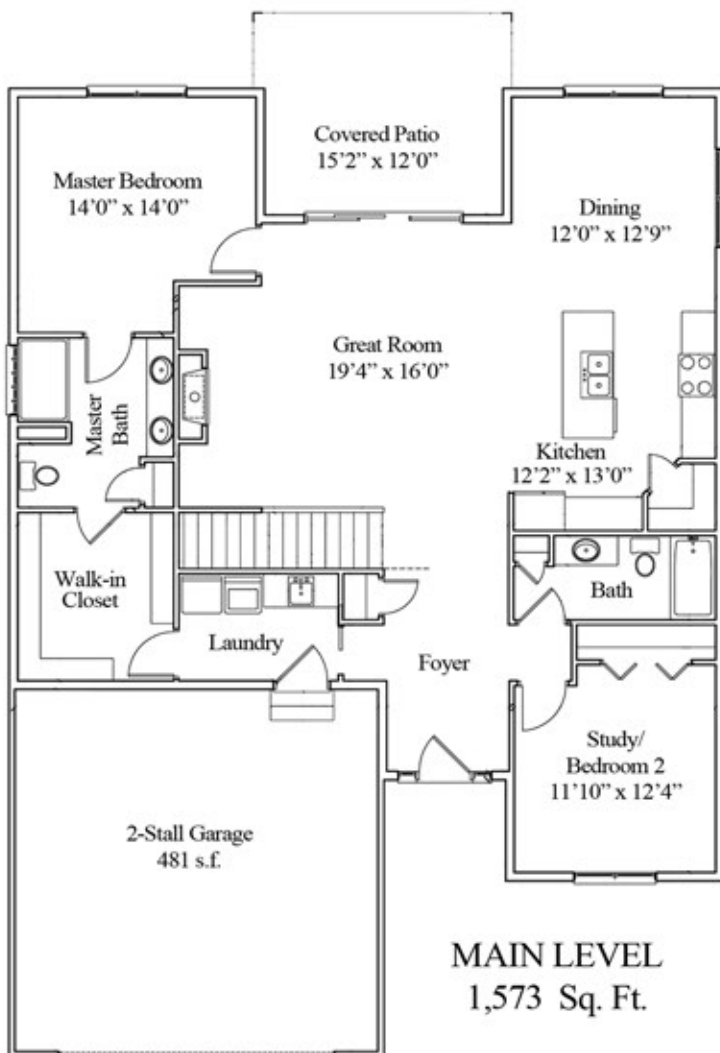 Covered Patio
15'2” x 12'0”
Master Bedroom
14'0” x 14'0”
Dining
12'0” x 12'9”
Great Room
19'4” x 16'0”
Master
Bath
Kitchen
12'2” x 13'0”
Walk-in
Closet
Laundry
Bath
Foyer
Study/
Bedroom 2
11'10” x 12'4”
2-Stall Garage
481 s.f.
MAIN LEVEL
1,573 Sq. Ft.